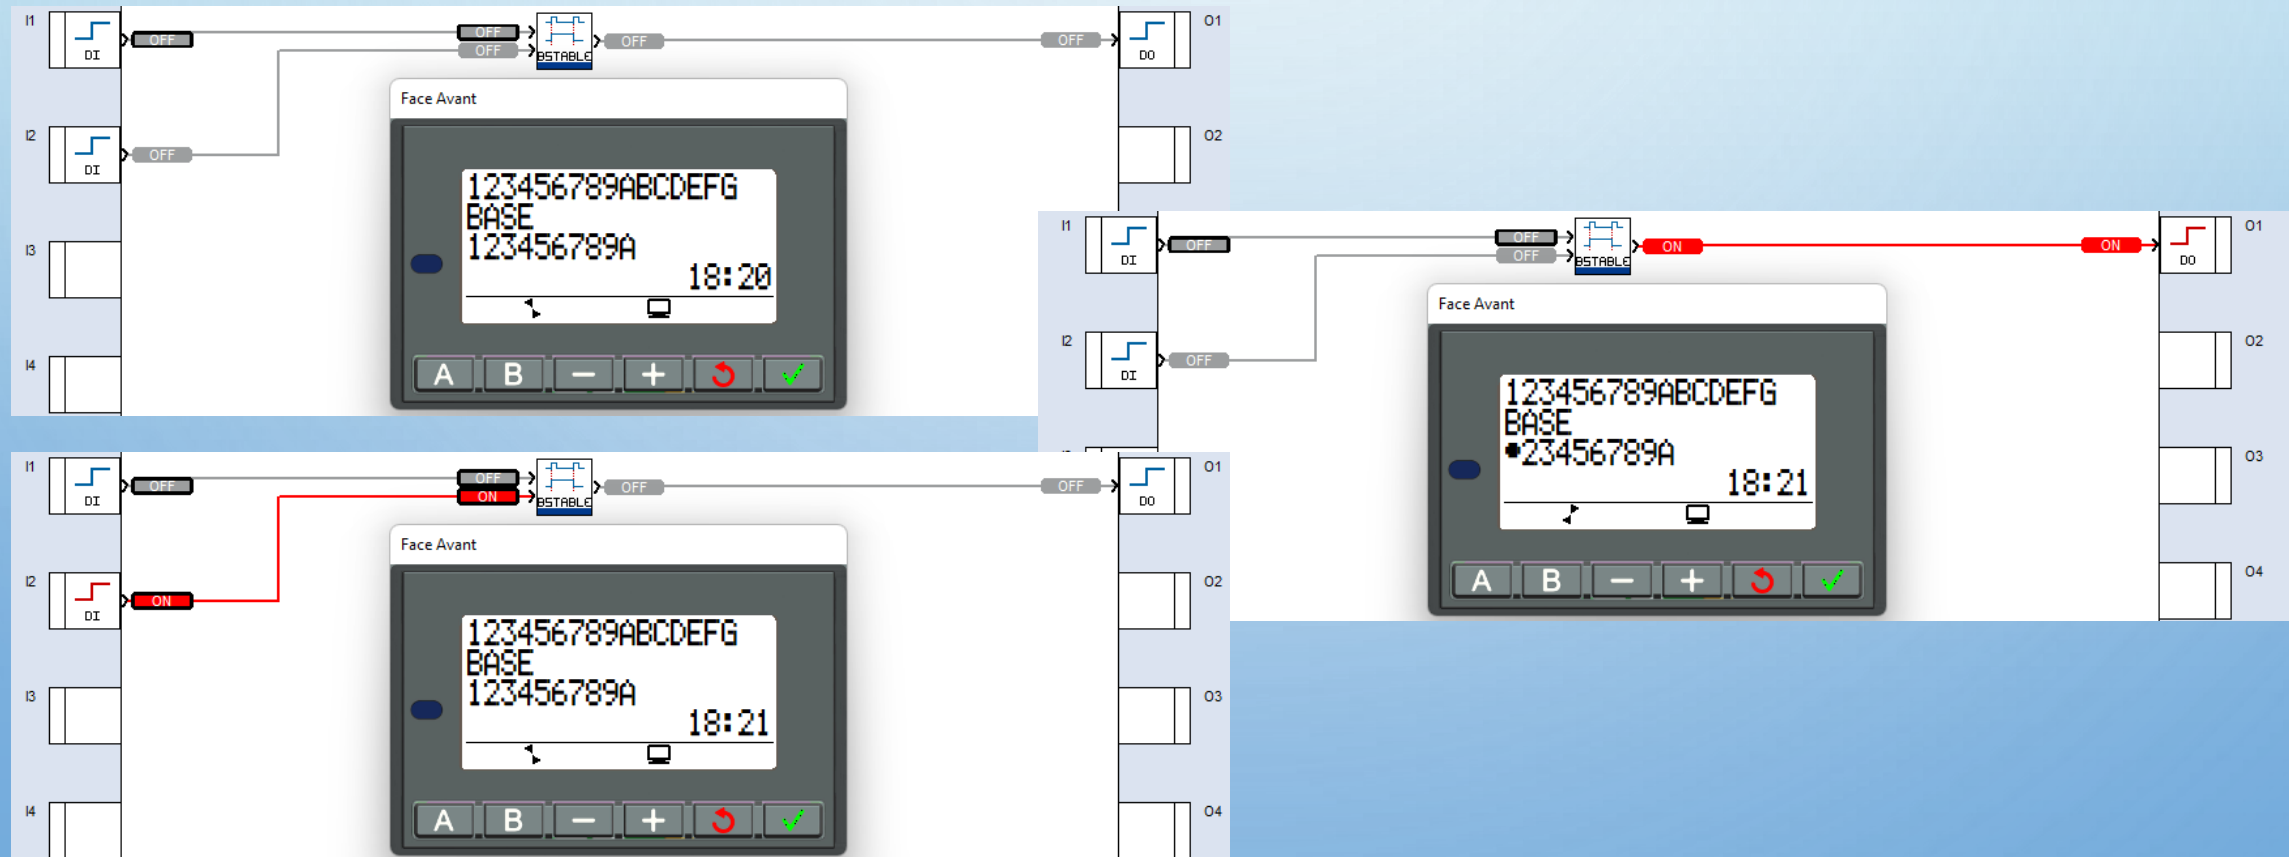 I1 DI OFF OFF BSTABLE OFF OFF DO O1
OFF
I2 DI OFF O2
Face Avant
123456789ABCDEFG
BASE
123456789A
18:20
I3
I4
A B − +
I1 DI OFF OFF BSTABLE ON ON DO O1
OFF
I2 DI OFF O2
Face Avant
123456789ABCDEFG
BASE
23456789A
18:21
O3
O4
A B − +
I1 DI OFF OFF BSTABLE OFF OFF DO O1
ON
I2 DI ON O2
Face Avant
123456789ABCDEFG
BASE
123456789A
18:21
I3 O3
I4 O4
A B − +